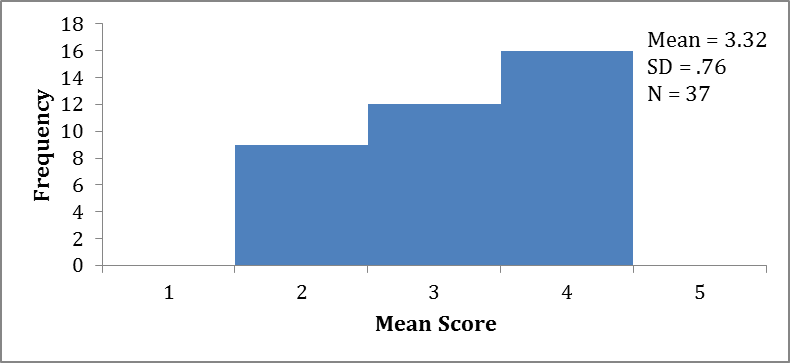 18
16
14
12
10
8
6
4
2
0
Frequency
Mean = 3.32
SD = .76
N = 37
1 2 3 4 5
Mean Score